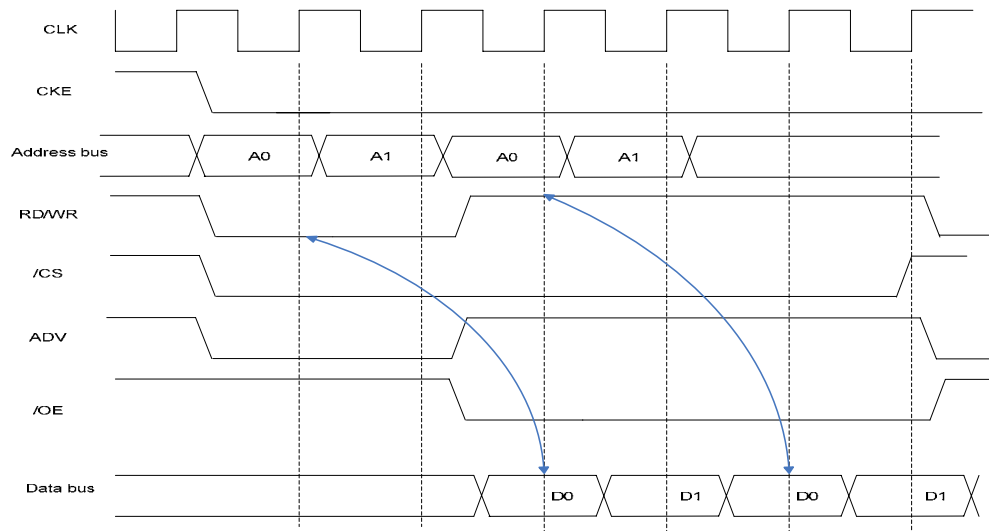 CLK
CKE
Address bus A0 A1 A0 A1
RD/WR
/CS
ADV
/OE
Data bus D0 D1 D0 D1